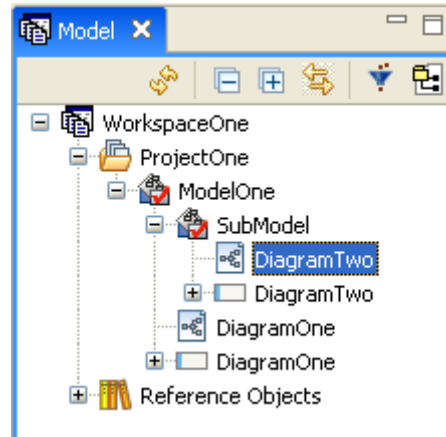 Model
WorkspaceOne
ProjectOne
ModelOne
SubModel
DiagramTwo
DiagramTwo
DiagramOne
DiagramOne
Reference Objects